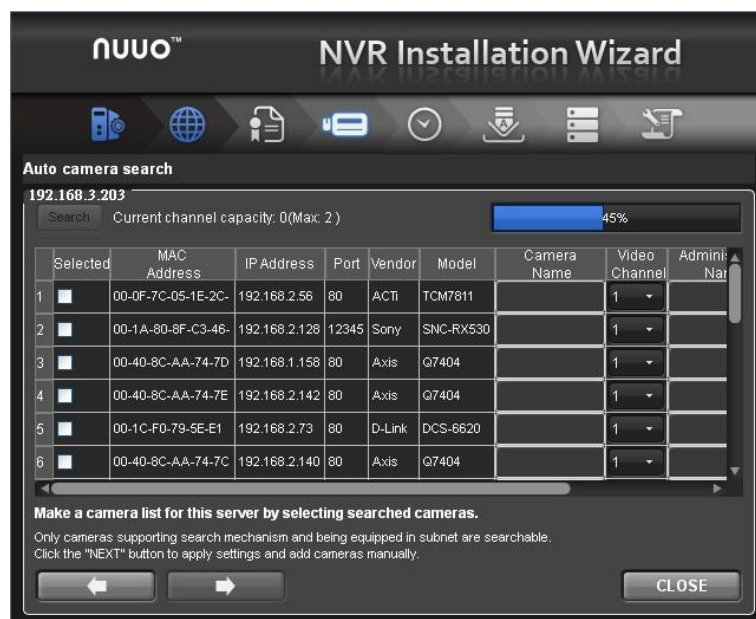 nuuo™
NVR Installation Wizard
Auto camera search
192.168.3.203
Search Current channel capacity: 0(Max: 2 ) 45%
Selected MAC Address IP Address Port Vendor Model Camera Name Video Channel Adminis Nar
1 00-0F-7C-05-1E-2C- 192.168.2.56 80 ACTi TCM7811 1
2 00-1A-80-8F-C3-46- 192.168.2.128 12345 Sony SNC-RX530 1
3 00-40-8C-AA-74-7D 192.168.1.158 80 Axis Q7404 1
4 00-40-8C-AA-74-7E 192.168.2.142 80 Axis Q7404 1
5 00-1C-F0-79-5E-E1 192.168.2.73 80 D-Link DCS-6620 1
6 00-40-8C-AA-74-7C 192.168.2.140 80 Axis Q7404 1
Make a camera list for this server by selecting searched cameras.
Only cameras supporting search mechanism and being equipped in subnet are searchable.
Click the "NEXT" button to apply settings and add cameras manually.
CLOSE